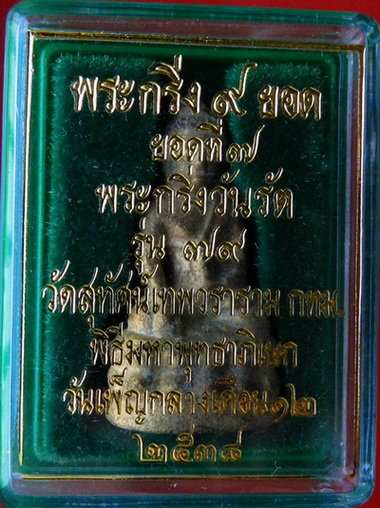 พระกริ่ง ๙ ยอด
ยอดที่ ๗
พระกริ่งวันรัต
รุ่น ๗๙
วัดสุทัศน์เทพวราราม กทม.
พิธีมหาพุทธาภิเษก
วันเพ็ญกลางเดือน ๑๒
๒๕๓๘